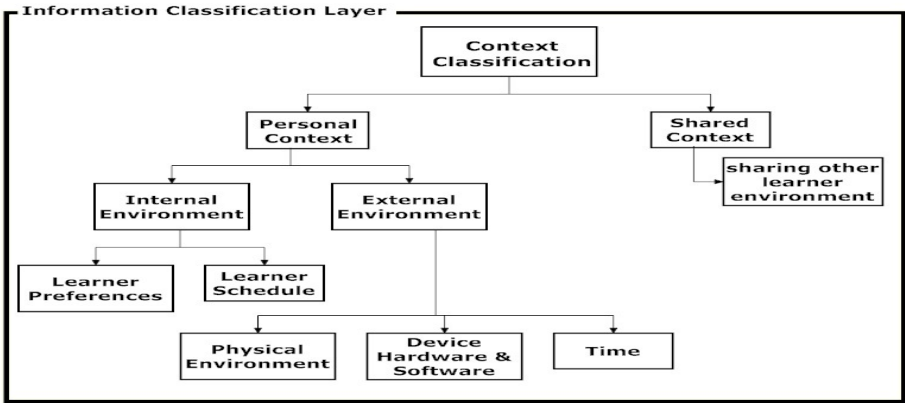 Information Classification Layer
Context
Classification
Personal
Context
Shared
Context
sharing other
learner
environment
Internal
Environment
External
Environment
Learner
Preferences
Learner
Schedule
Physical
Environment
Device
Hardware &
Software
Time